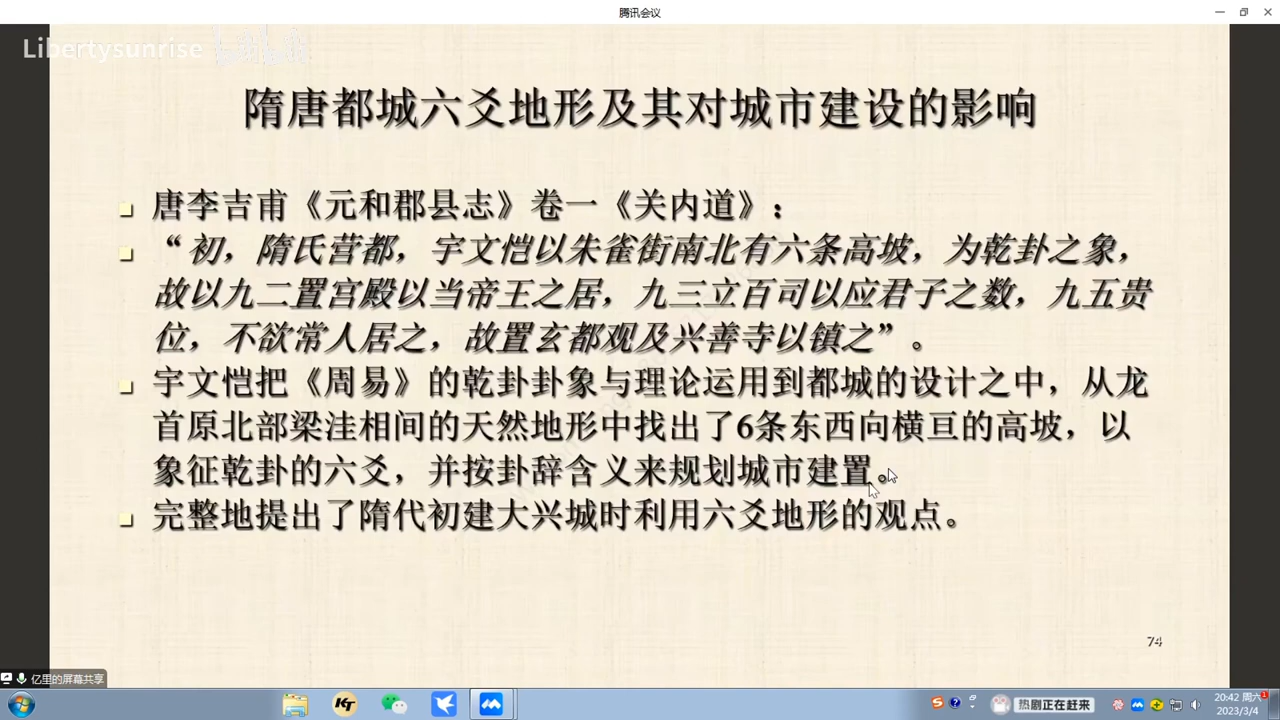 腾讯会议
Libertysunrise bilibili
隋唐都城六爻地形及其对城市建设的影响
唐李吉甫《元和郡县志》卷一《关内道》:
“初，隋氏营都，宇文恺以朱雀街南北有六条高坡，为乾卦之象，
故以九二置宫殿以当帝王之居，九三立百司以应君子之数，九五贵
位，不欲常人居之，故置玄都观及兴善寺以镇之”。
宇文恺把《周易》的乾卦卦象与理论运用到都城的设计之中，从龙
首原北部梁洼相间的天然地形中找出了6条东西向横亘的高坡，以
象征乾卦的六爻，并按卦辞含义来规划城市建置。
完整地提出了隋代初建大兴城时利用六爻地形的观点。
74
亿里的屏幕共享
热剧正在赶来
20:42 周六
2023/3/4